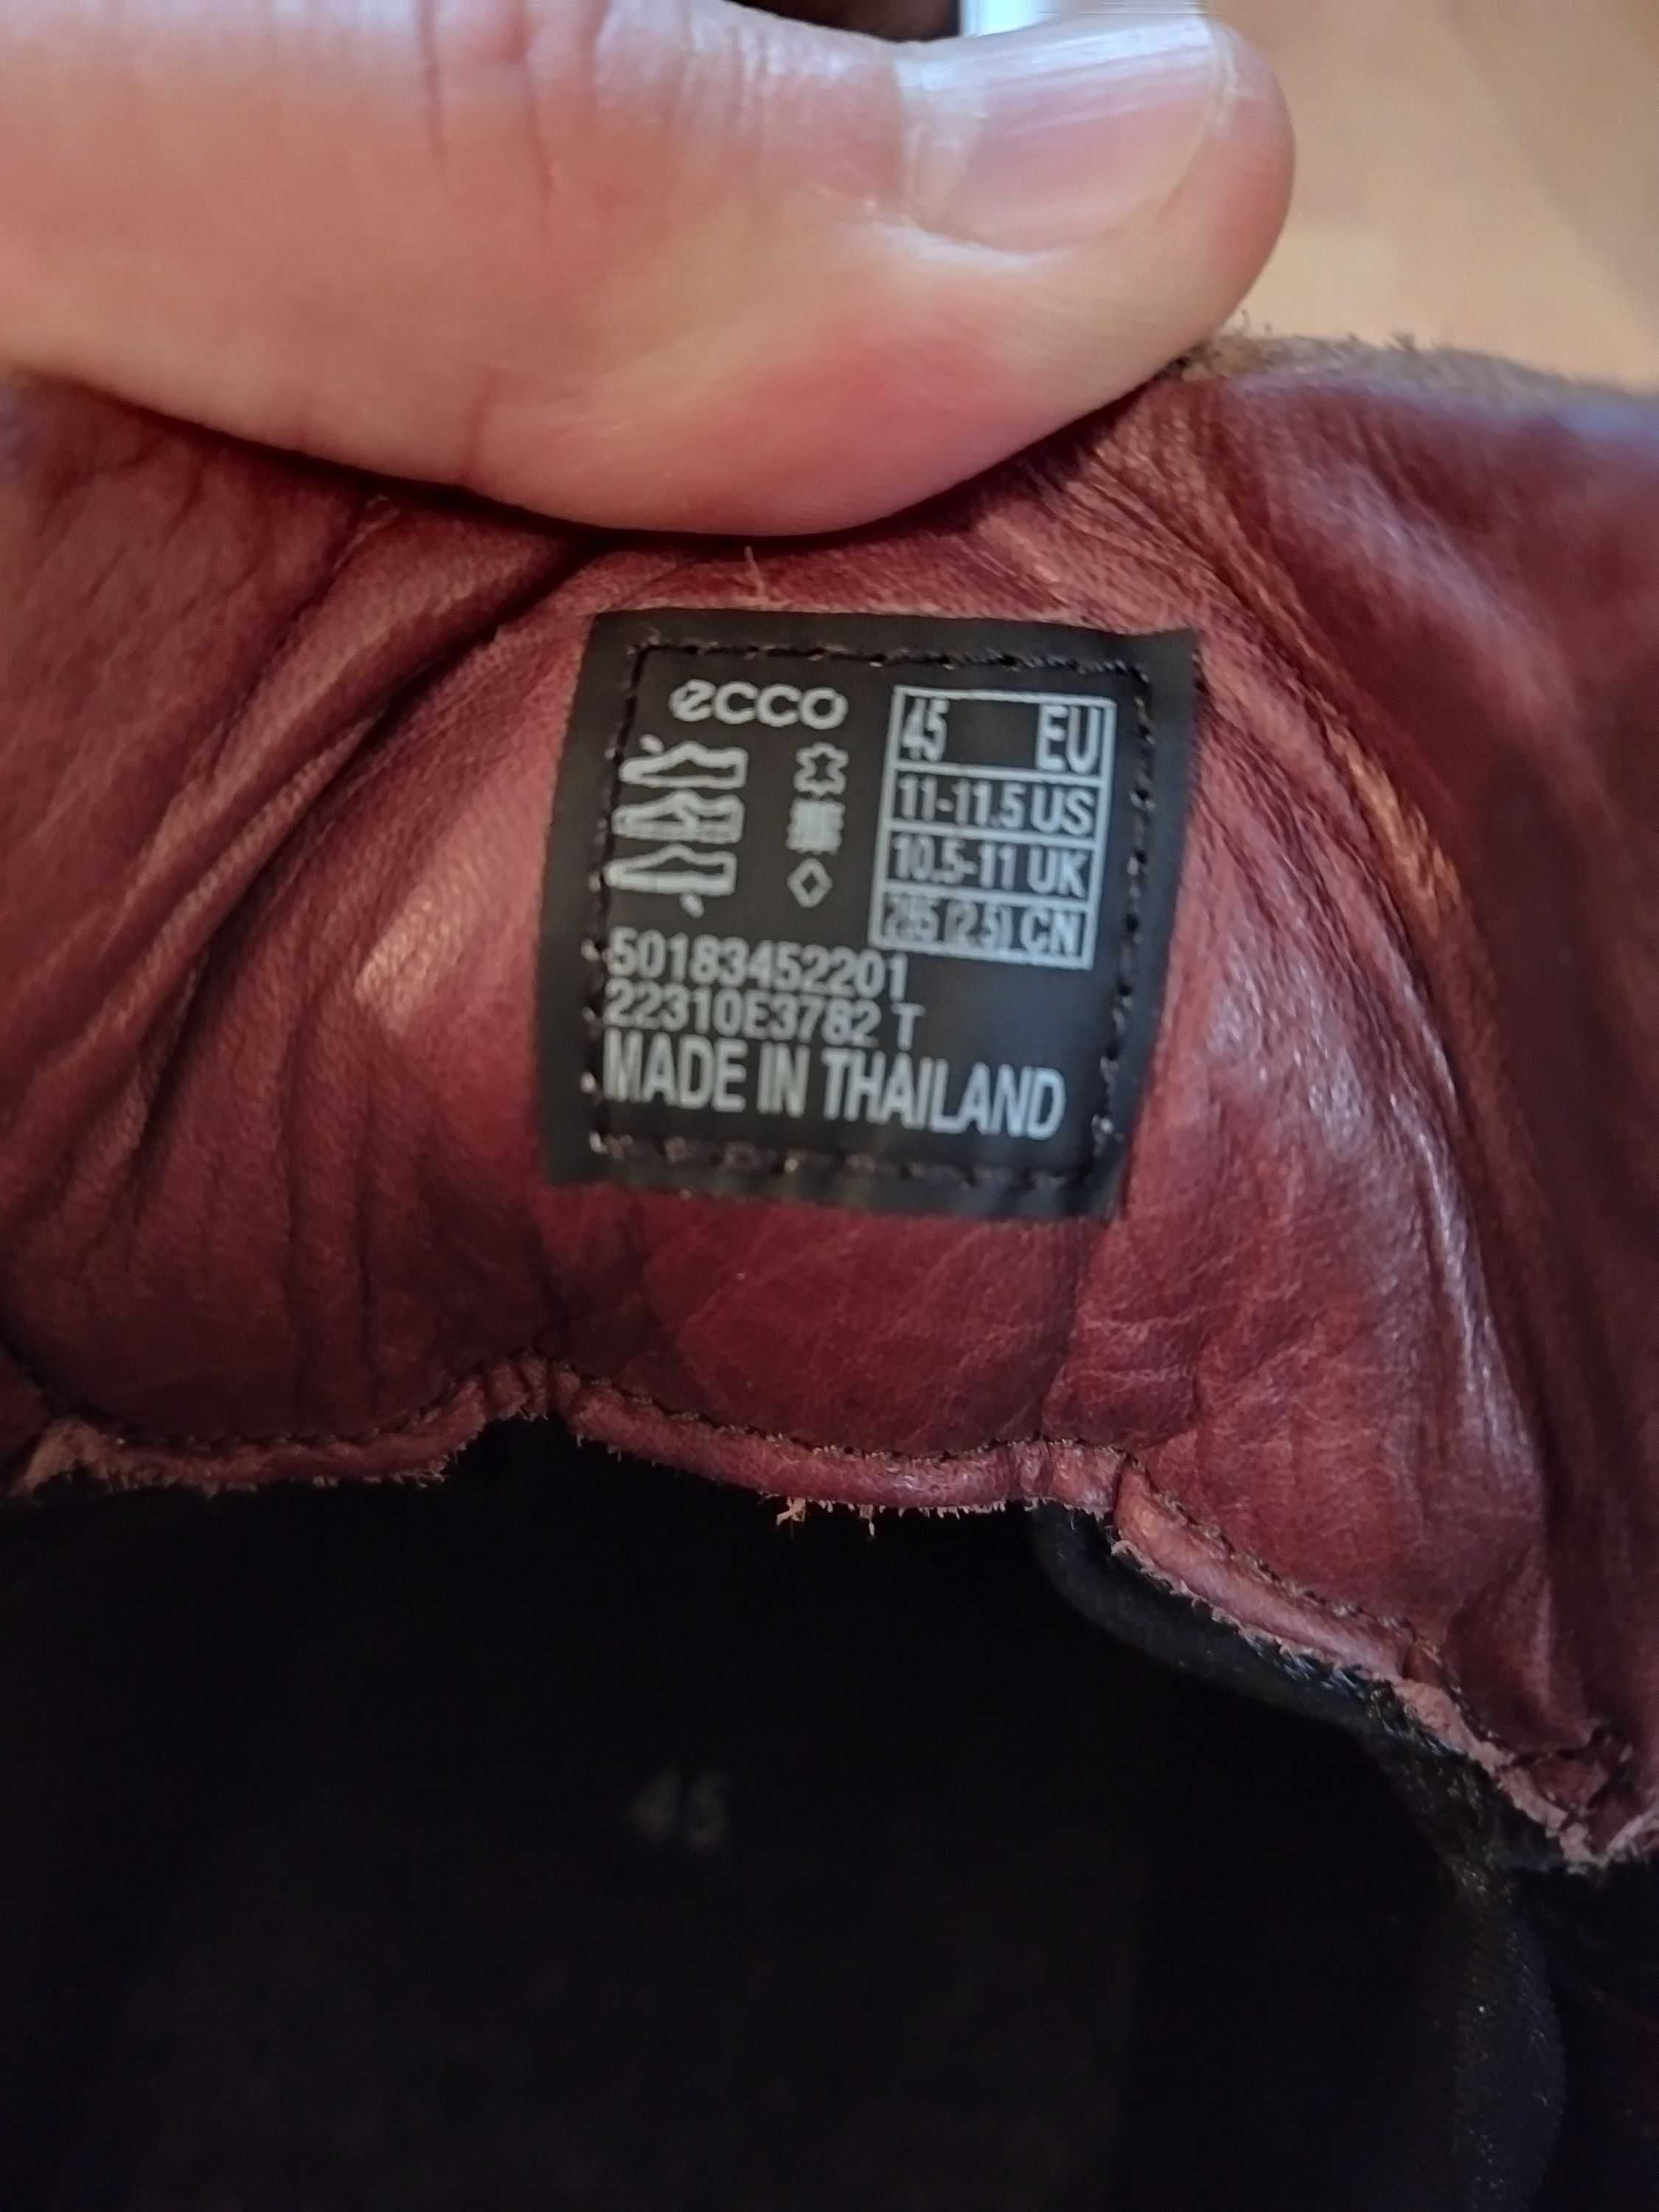 ecco
45 EU
11-11.5 US
10.5-11 UK
295 (2.5) CN
50183452201
22310E3782 T
MADE IN THAILAND
45